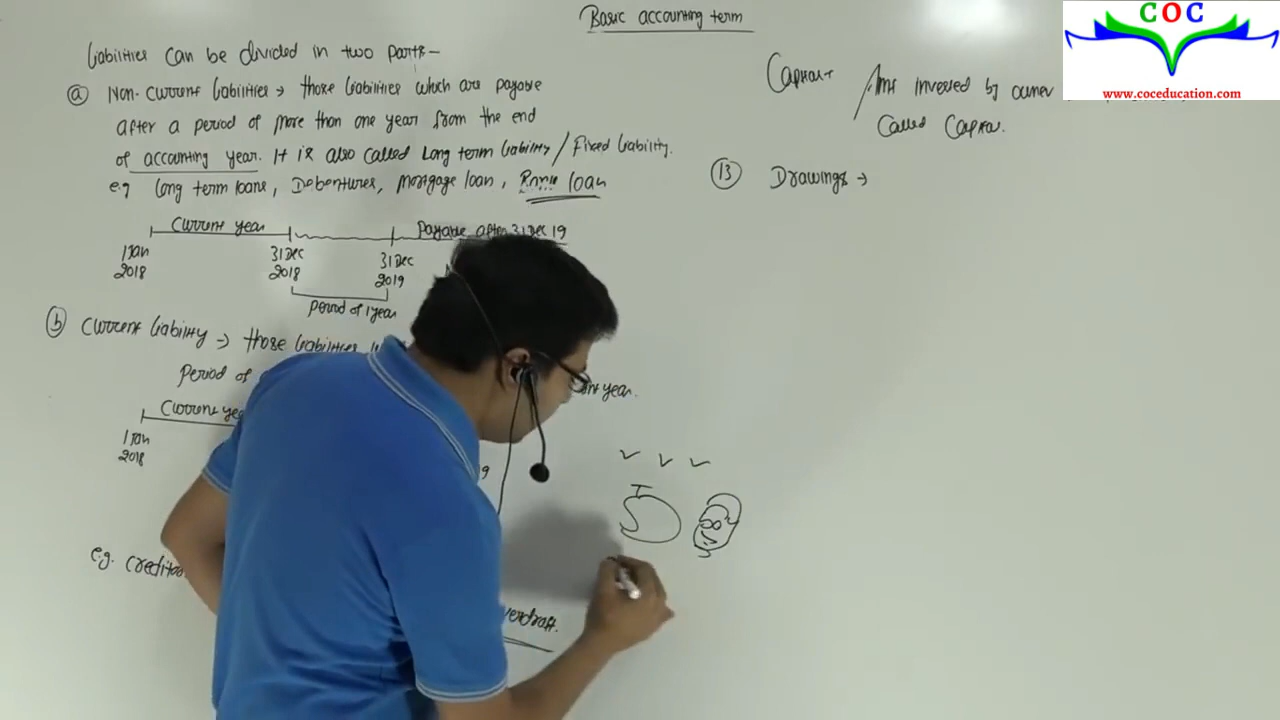 Basic accounting term
COC
www.coceducation.com
Liabilities can be divided in two parts -
a Non-current liabilities → those liabilities which are payable
after a period of more than one year from the end
of accounting year. It is also called Long term liability / Fixed liability.
e.g Long term loans, Debentures, Mortgage loan, Bank loan
Current year
Payable after 31 Dec 19
1 Jan 2018
31 Dec 2018
31 Dec 2019
Period of 1 year
b Current liability → those liabilities
Period of
year.
Current year
1 Jan 2018
e.g. creditors
overdraft.
Capital →
Amt invested by owner
Called Capital.
13 Drawings →